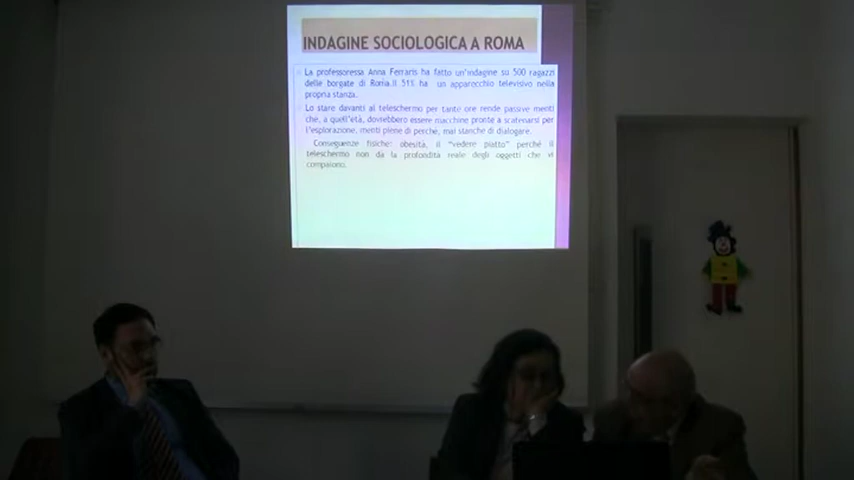 INDAGINE SOCIOLOGICA A ROMA
La professoressa Anna Ferraris ha fatto un'indagine su 500 ragazzi
delle borgate di Roma.Il 51% ha un apparecchio televisivo nella
propria stanza.
Lo stare davanti al teleschermo per tante ore rende passive menti
che, a quell'età, dovrebbero essere macchine pronte a scatenarsi per
l'esplorazione, menti piene di perché, mai stanche di dialogare.
Conseguenze fisiche: obesità, il "vedere piatto" perché il
teleschermo non dà la profondità reale degli oggetti che vi
compaiono.